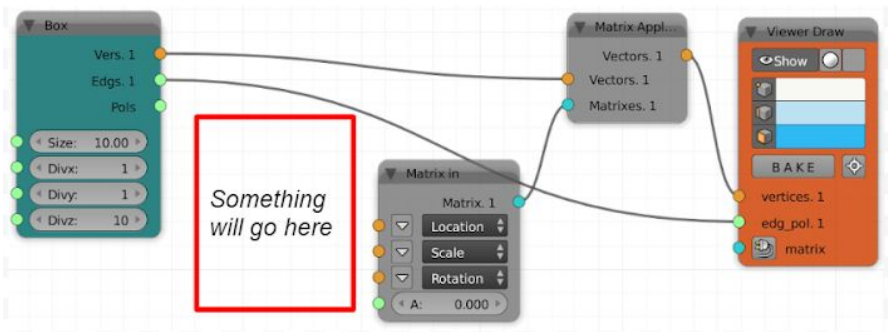 Box
Vers. 1
Edgs. 1
Pols
Size: 10.00
Divx: 1
Divy: 1
Divz: 10
Something
will go here
Matrix in
Matrix. 1
Location
Scale
Rotation
A: 0.000
Matrix Appl...
Vectors. 1
Vectors. 1
Matrixes. 1
Viewer Draw
Show
BAKE
vertices. 1
edg_pol. 1
matrix